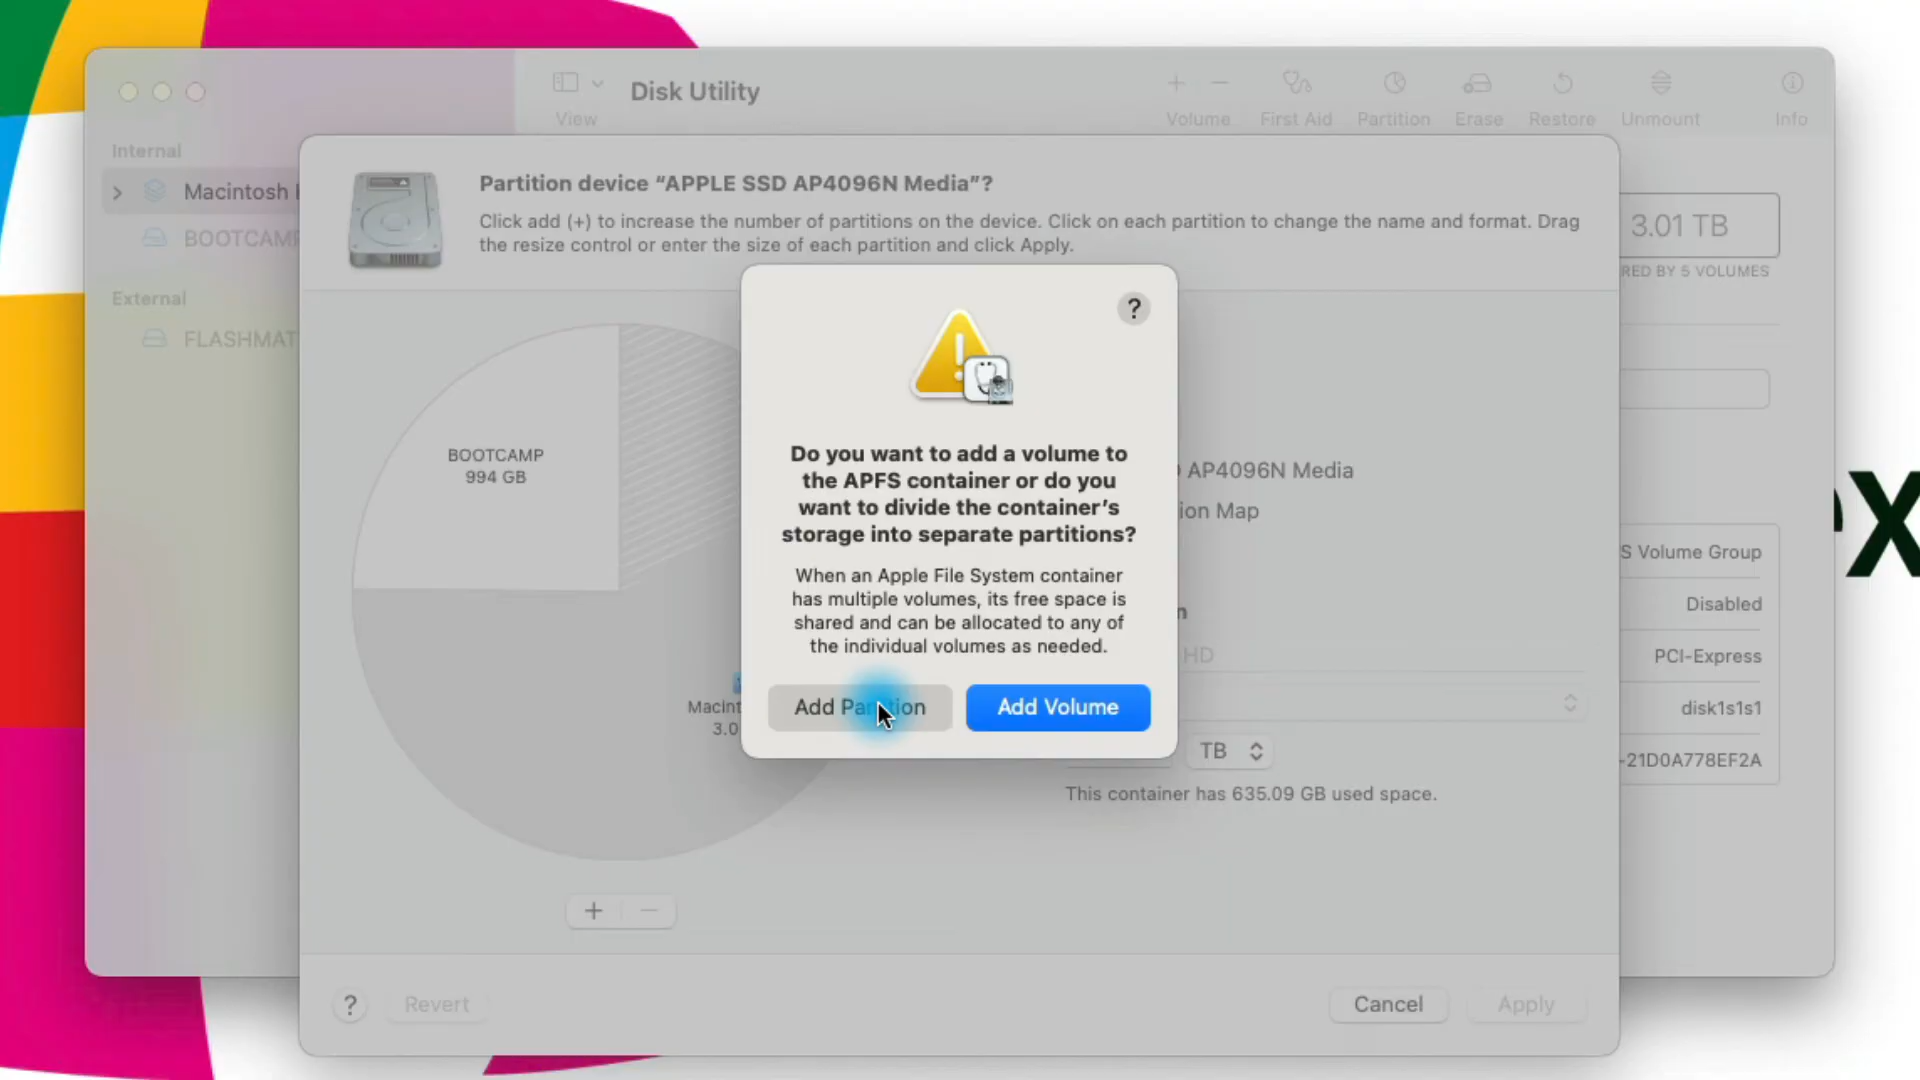 Disk Utility
View
Volume
First Aid
Partition
Erase
Restore
Unmount
Info
Internal
Macintosh
BOOTCAMP
External
FLASHMAT
3.01 TB
RED BY 5 VOLUMES
S Volume Group
Disabled
PCI-Express
disk1s1s1
-21D0A778EF2A
Partition device “APPLE SSD AP4096N Media”?
Click add (+) to increase the number of partitions on the device. Click on each partition to change the name and format. Drag
the resize control or enter the size of each partition and click Apply.
BOOTCAMP
994 GB
Macint
3.0
AP4096N Media
ion Map
n
HD
TB
This container has 635.09 GB used space.
?
Do you want to add a volume to
the APFS container or do you
want to divide the container’s
storage into separate partitions?
When an Apple File System container
has multiple volumes, its free space is
shared and can be allocated to any of
the individual volumes as needed.
Add Partition
Add Volume
+
−
?
Revert
Cancel
Apply